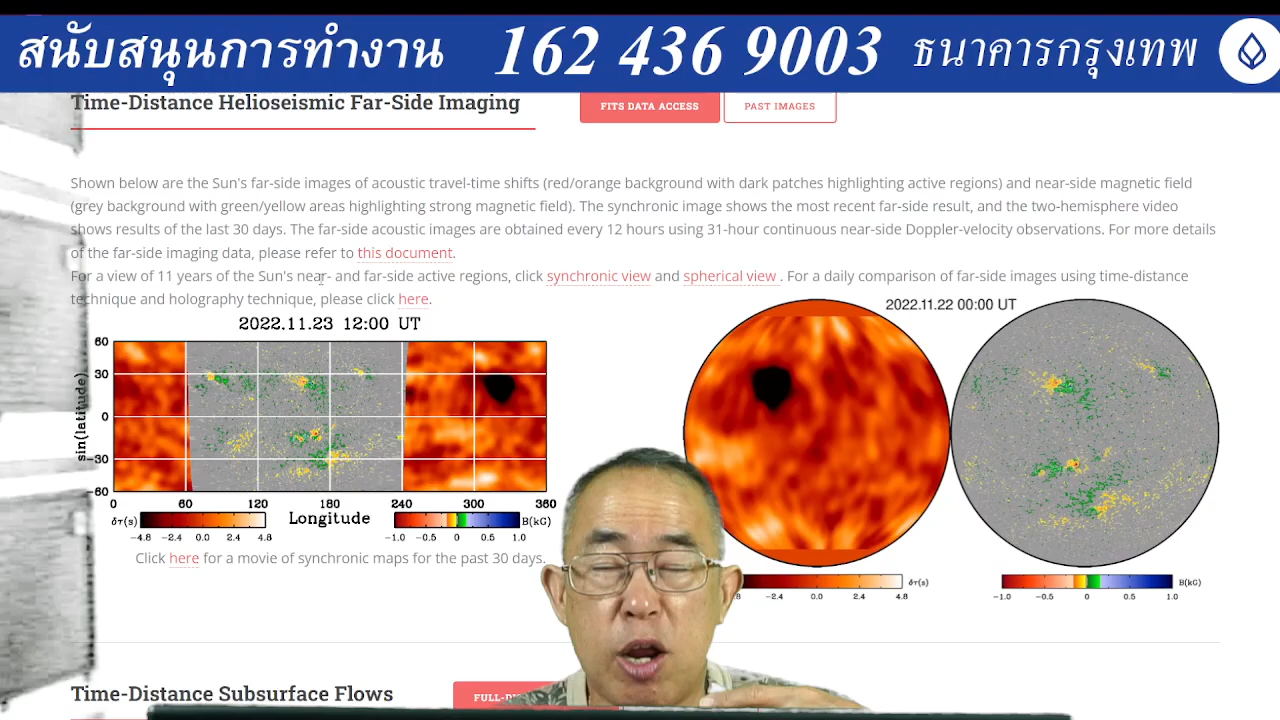 สนับสนุนการทำงาน 162 436 9003 ธนาคารกรุงเทพ
Time-Distance Helioseismic Far-Side Imaging
FITS DATA ACCESS
PAST IMAGES
Shown below are the Sun's far-side images of acoustic travel-time shifts (red/orange background with dark patches highlighting active regions) and near-side magnetic field
(grey background with green/yellow areas highlighting strong magnetic field). The synchronic image shows the most recent far-side result, and the two-hemisphere video
shows results of the last 30 days. The far-side acoustic images are obtained every 12 hours using 31-hour continuous near-side Doppler-velocity observations. For more details
of the far-side imaging data, please refer to this document.
For a view of 11 years of the Sun's near- and far-side active regions, click synchronic view and spherical view . For a daily comparison of far-side images using time-distance
technique and holography technique, please click here.
2022.11.23 12:00 UT
60
30
0
-30
-60
sin(latitude)
0 60 120 180 240 300 360
Longitude
δτ(s)
-4.8 -2.4 0.0 2.4 4.8
B(kG)
-1.0 -0.5 0.0 0.5 1.0
Click here for a movie of synchronic maps for the past 30 days.
2022.11.22 00:00 UT
δτ(s)
-2.4 0.0 2.4 4.8
B(kG)
-1.0 -0.5 0.0 0.5 1.0
Time-Distance Subsurface Flows